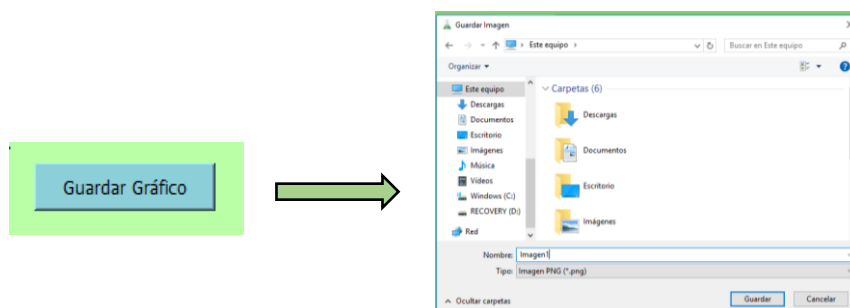 Guardar Gráfico
Guardar Imagen
Este equipo
Buscar en Este equipo
Organizar
Este equipo
Descargas
Documentos
Escritorio
Imágenes
Música
Vídeos
Windows (C:)
RECOVERY (D:)
Red
Carpetas (6)
Descargas
Documentos
Escritorio
Imágenes
Nombre: Imagen1
Tipo: Imagen PNG (*.png)
Ocultar carpetas
Guardar Cancelar